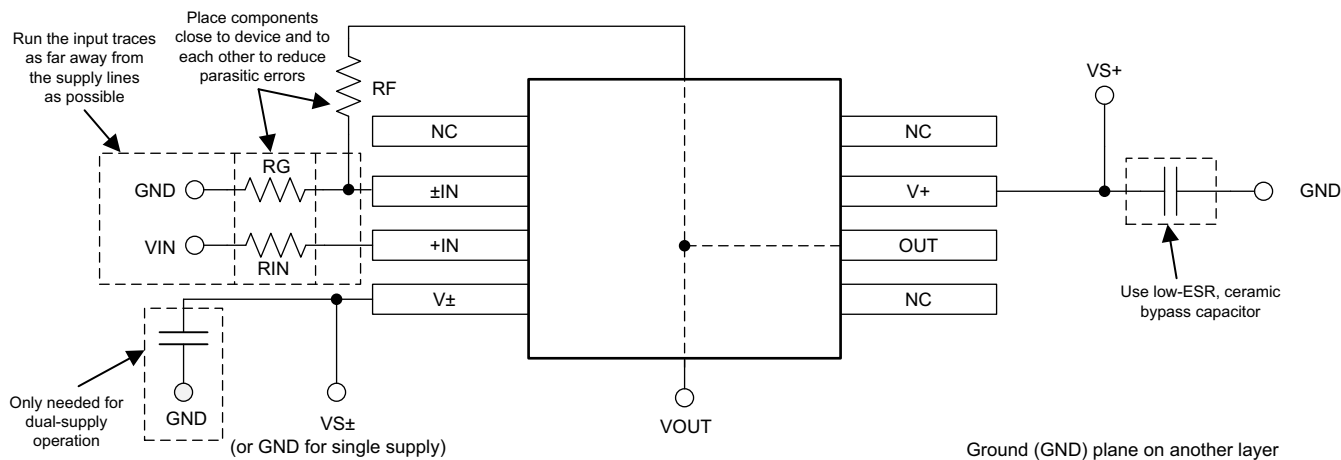 Run the input traces
as far away from
the supply lines
as possible
Place components
close to device and to
each other to reduce
parasitic errors
RF
VS+
NC
NC
RG
GND
±IN
V+
GND
VIN
+IN
OUT
RIN
V±
NC
Use low-ESR, ceramic
bypass capacitor
Only needed for
dual-supply
operation
GND
VS±
(or GND for single supply)
VOUT
Ground (GND) plane on another layer